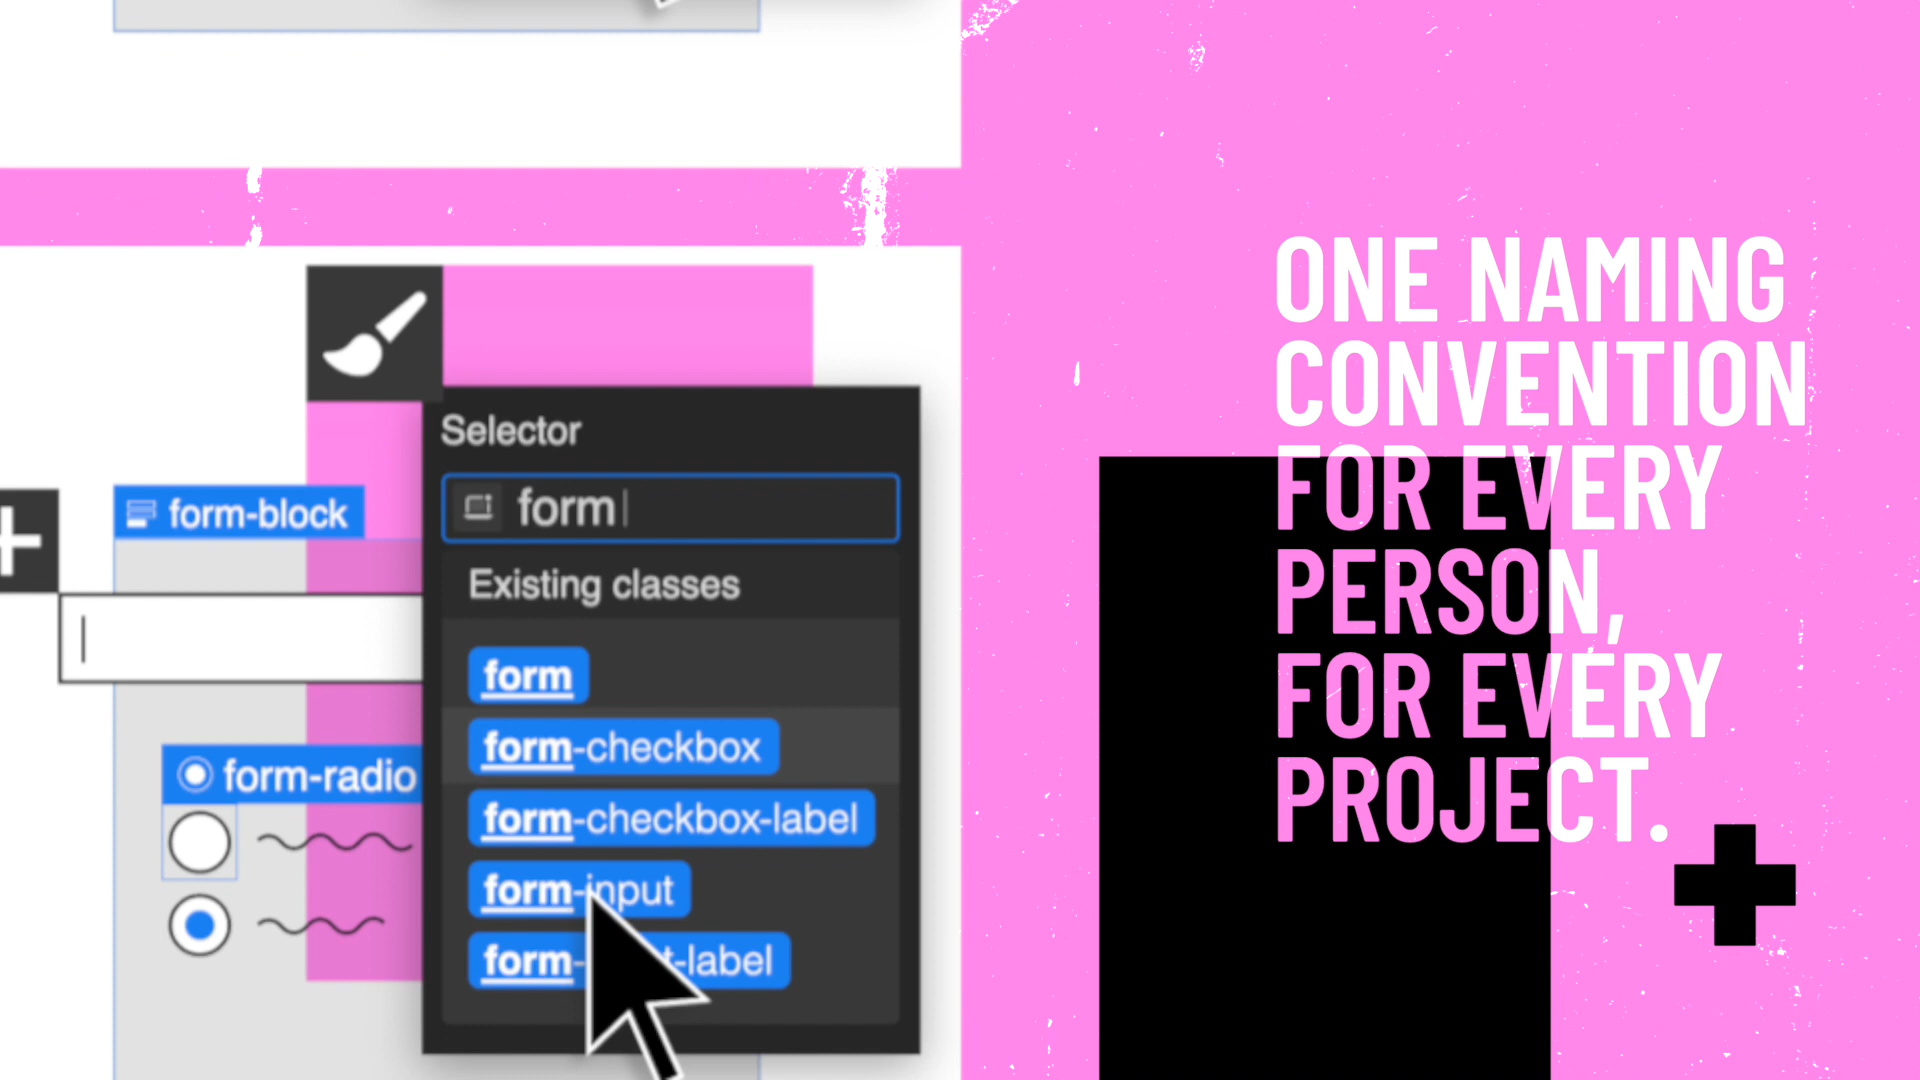 Selector
form
Existing classes
form
form-checkbox
form-checkbox-label
form-input
form- -label
form-block
form-radio
ONE NAMING
CONVENTION
FOR EVERY
PERSON,
FOR EVERY
PROJECT.